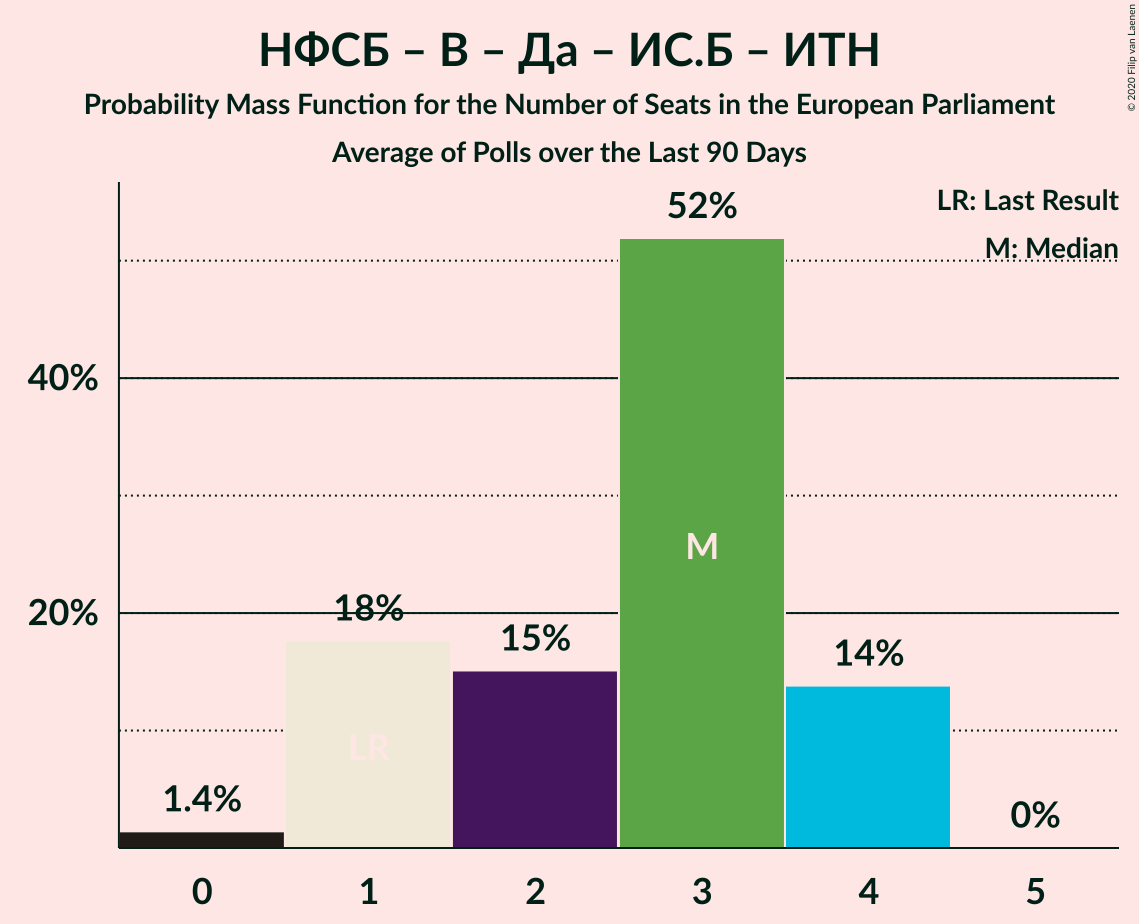 НФСБ – В – Да – ИС.Б – ИТН
Probability Mass Function for the Number of Seats in the European Parliament
Average of Polls over the Last 90 Days
© 2020 Filip van Laenen
LR: Last Result
M: Median
52%
40%
M
20%
18%
15%
14%
LR
1.4%
0%
0 1 2 3 4 5